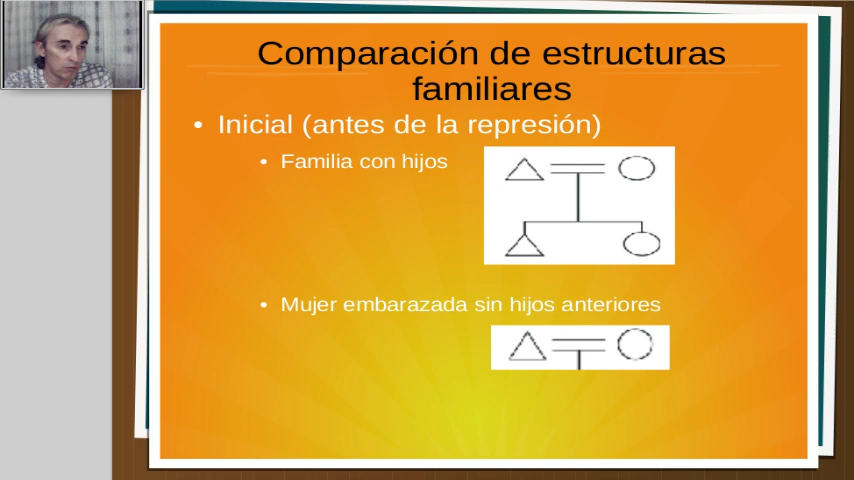 Comparación de estructuras
familiares
• Inicial (antes de la represión)
• Familia con hijos
• Mujer embarazada sin hijos anteriores